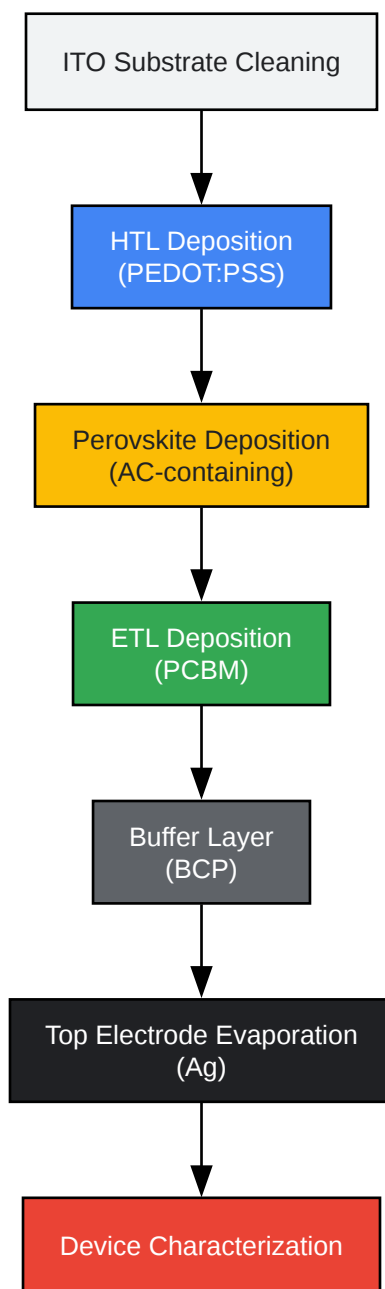 ITO Substrate Cleaning
HTL Deposition
(PEDOT:PSS)
Perovskite Deposition
(AC-containing)
ETL Deposition
(PCBM)
Buffer Layer
(BCP)
Top Electrode Evaporation
(Ag)
Device Characterization